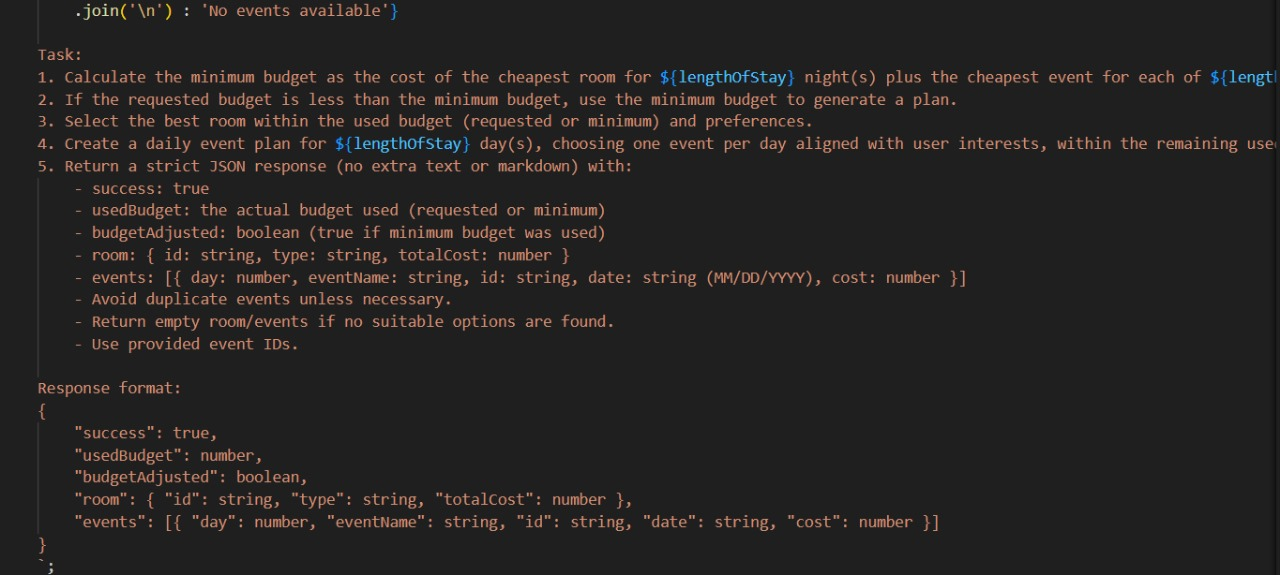 .join('\n') : 'No events available'}
Task:
1. Calculate the minimum budget as the cost of the cheapest room for ${lengthOfStay} night(s) plus the cheapest event for each of ${lengt
2. If the requested budget is less than the minimum budget, use the minimum budget to generate a plan.
3. Select the best room within the used budget (requested or minimum) and preferences.
4. Create a daily event plan for ${lengthOfStay} day(s), choosing one event per day aligned with user interests, within the remaining use
5. Return a strict JSON response (no extra text or markdown) with:
- success: true
- usedBudget: the actual budget used (requested or minimum)
- budgetAdjusted: boolean (true if minimum budget was used)
- room: { id: string, type: string, totalCost: number }
- events: [{ day: number, eventName: string, id: string, date: string (MM/DD/YYYY), cost: number }]
- Avoid duplicate events unless necessary.
- Return empty room/events if no suitable options are found.
- Use provided event IDs.
Response format:
{
"success": true,
"usedBudget": number,
"budgetAdjusted": boolean,
"room": { "id": string, "type": string, "totalCost": number },
"events": [{ "day": number, "eventName": string, "id": string, "date": string, "cost": number }]
}
`;